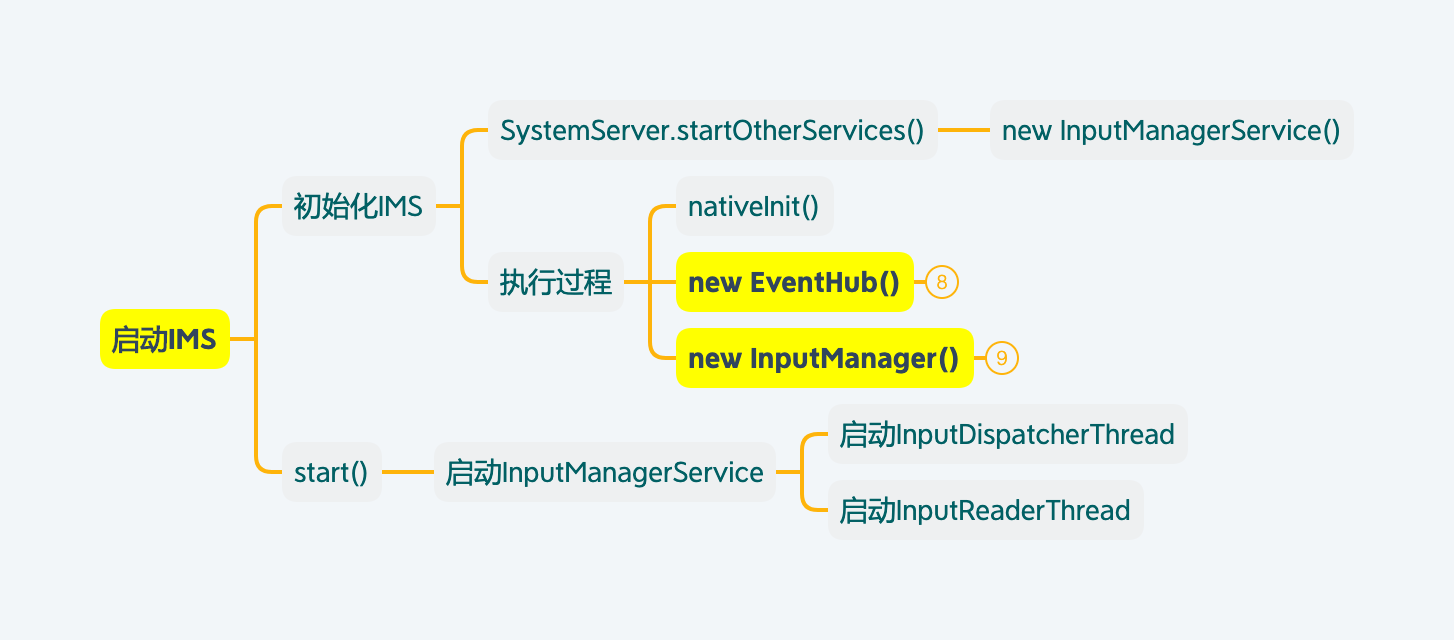 SystemServer.startOtherServices()
new InputManagerService()
初始化IMS
nativeInit()
执行过程
new EventHub()
8
启动IMS
new InputManager()
9
启动InputDispatcherThread
start()
启动InputManagerService
启动InputReaderThread